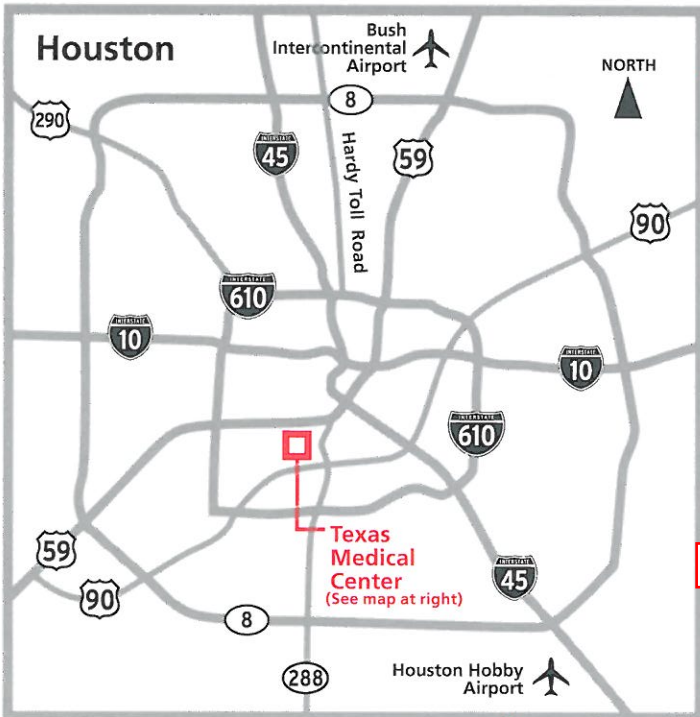 Houston
Bush
Intercontinental
Airport
NORTH
8
290
INTERSTATE
45
Hardy Toll Road
59
90
INTERSTATE
610
INTERSTATE
10
INTERSTATE
10
INTERSTATE
610
Texas
Medical
Center
(See map at right)
59
90
INTERSTATE
45
8
288
Houston Hobby
Airport